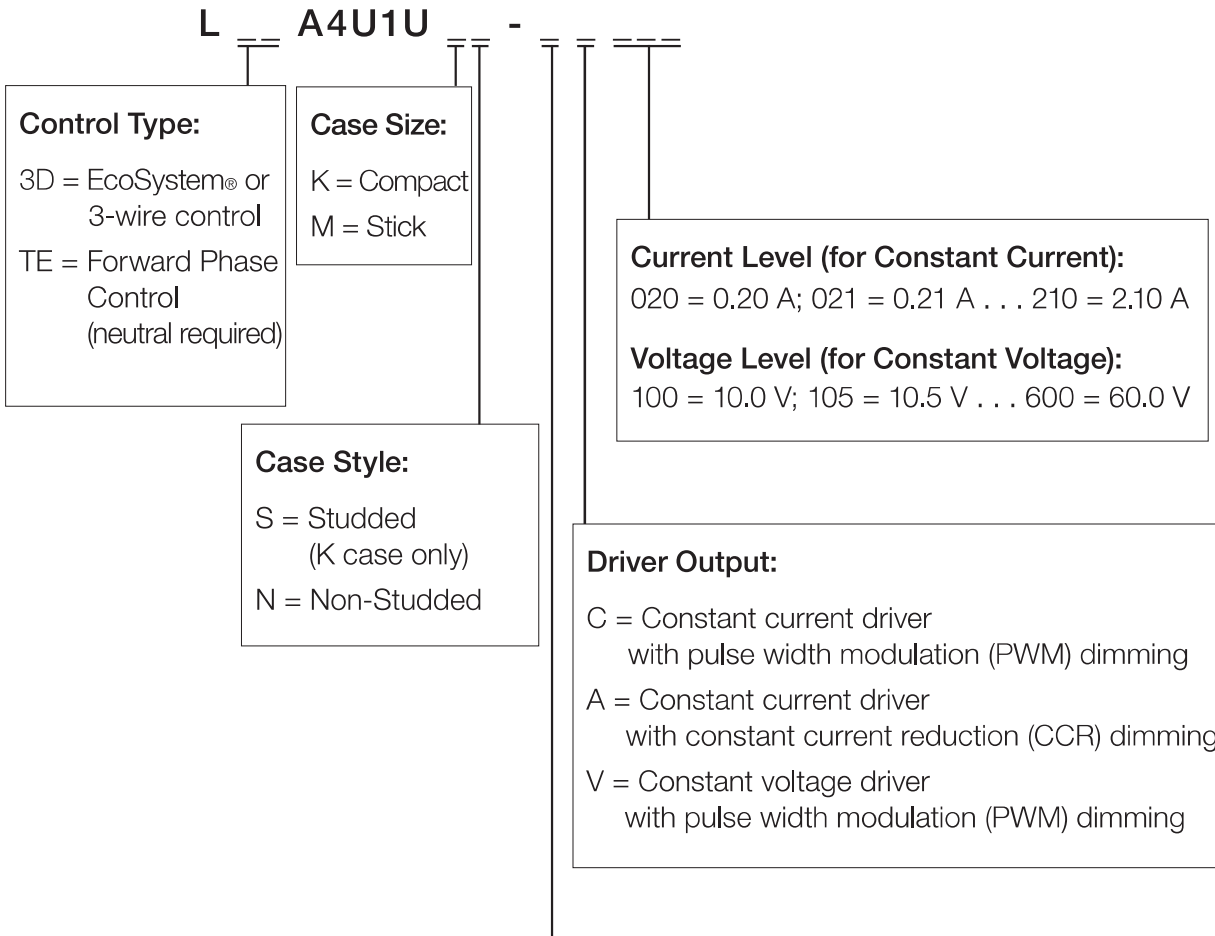 L __ A4U1U __ - _ _ ___
Control Type:
3D = EcoSystem® or
3-wire control
TE = Forward Phase
Control
(neutral required)
Case Size:
K = Compact
M = Stick
Current Level (for Constant Current):
020 = 0.20 A; 021 = 0.21 A . . . 210 = 2.10 A
Voltage Level (for Constant Voltage):
100 = 10.0 V; 105 = 10.5 V . . . 600 = 60.0 V
Case Style:
S = Studded
(K case only)
N = Non-Studded
Driver Output:
C = Constant current driver
with pulse width modulation (PWM) dimming
A = Constant current driver
with constant current reduction (CCR) dimming
V = Constant voltage driver
with pulse width modulation (PWM) dimming